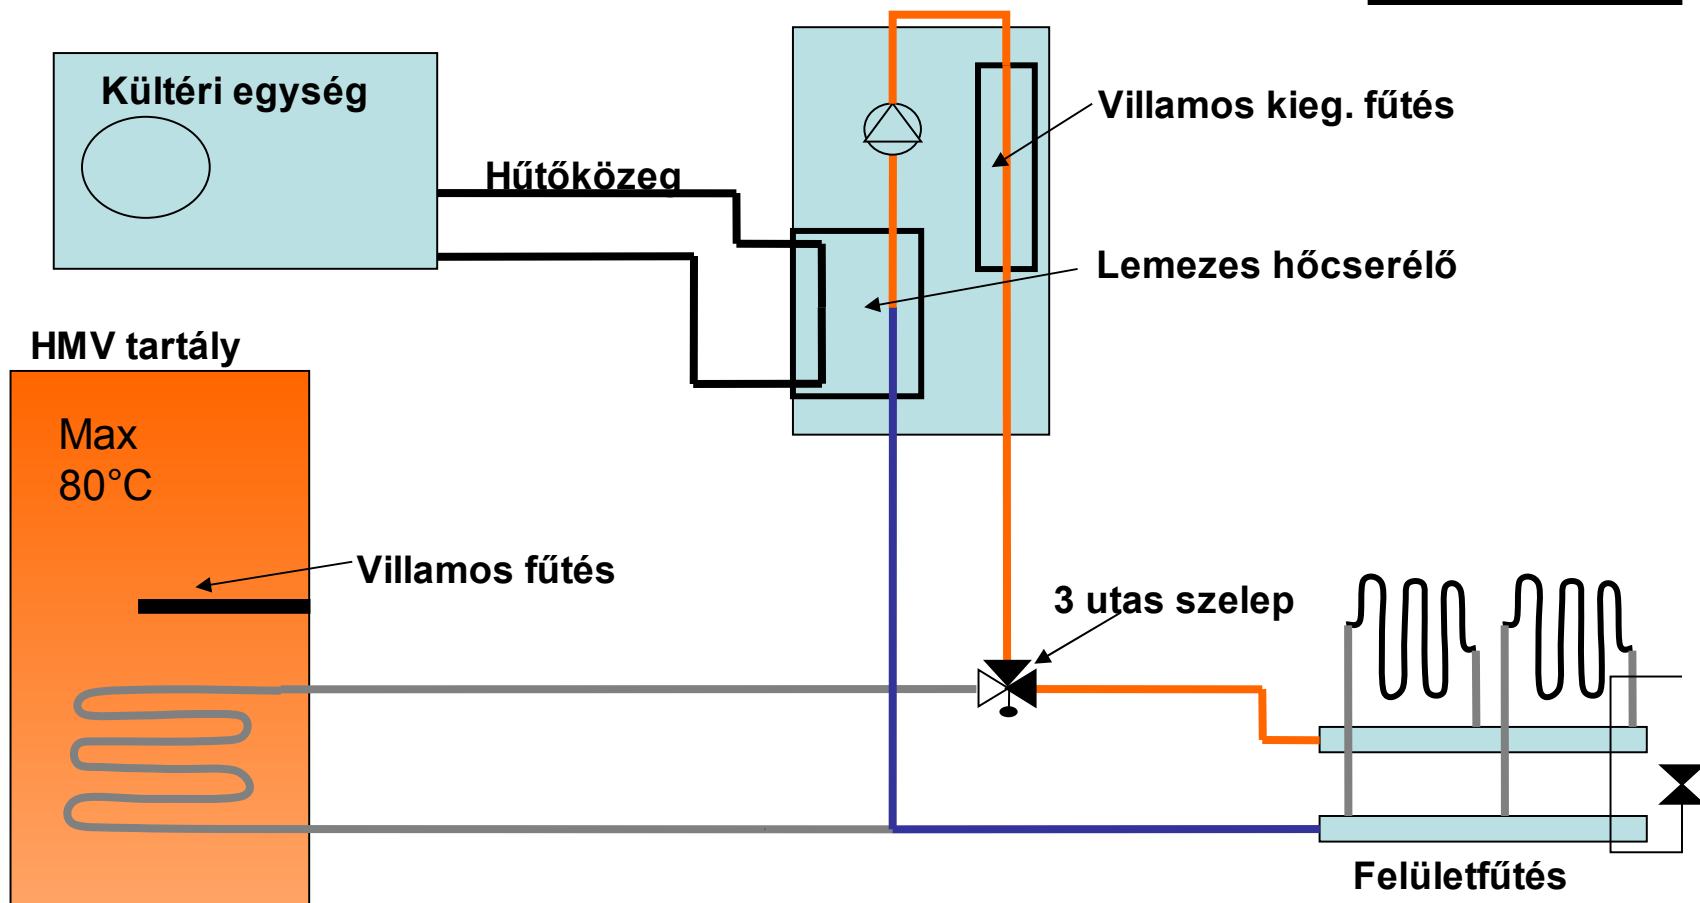 Kültéri egység
Villamos kieg. fűtés
Hűtőközeg
Lemezes hőcserélő
HMV tartály
Max
80°C
Villamos fűtés
3 utas szelep
Felületfűtés